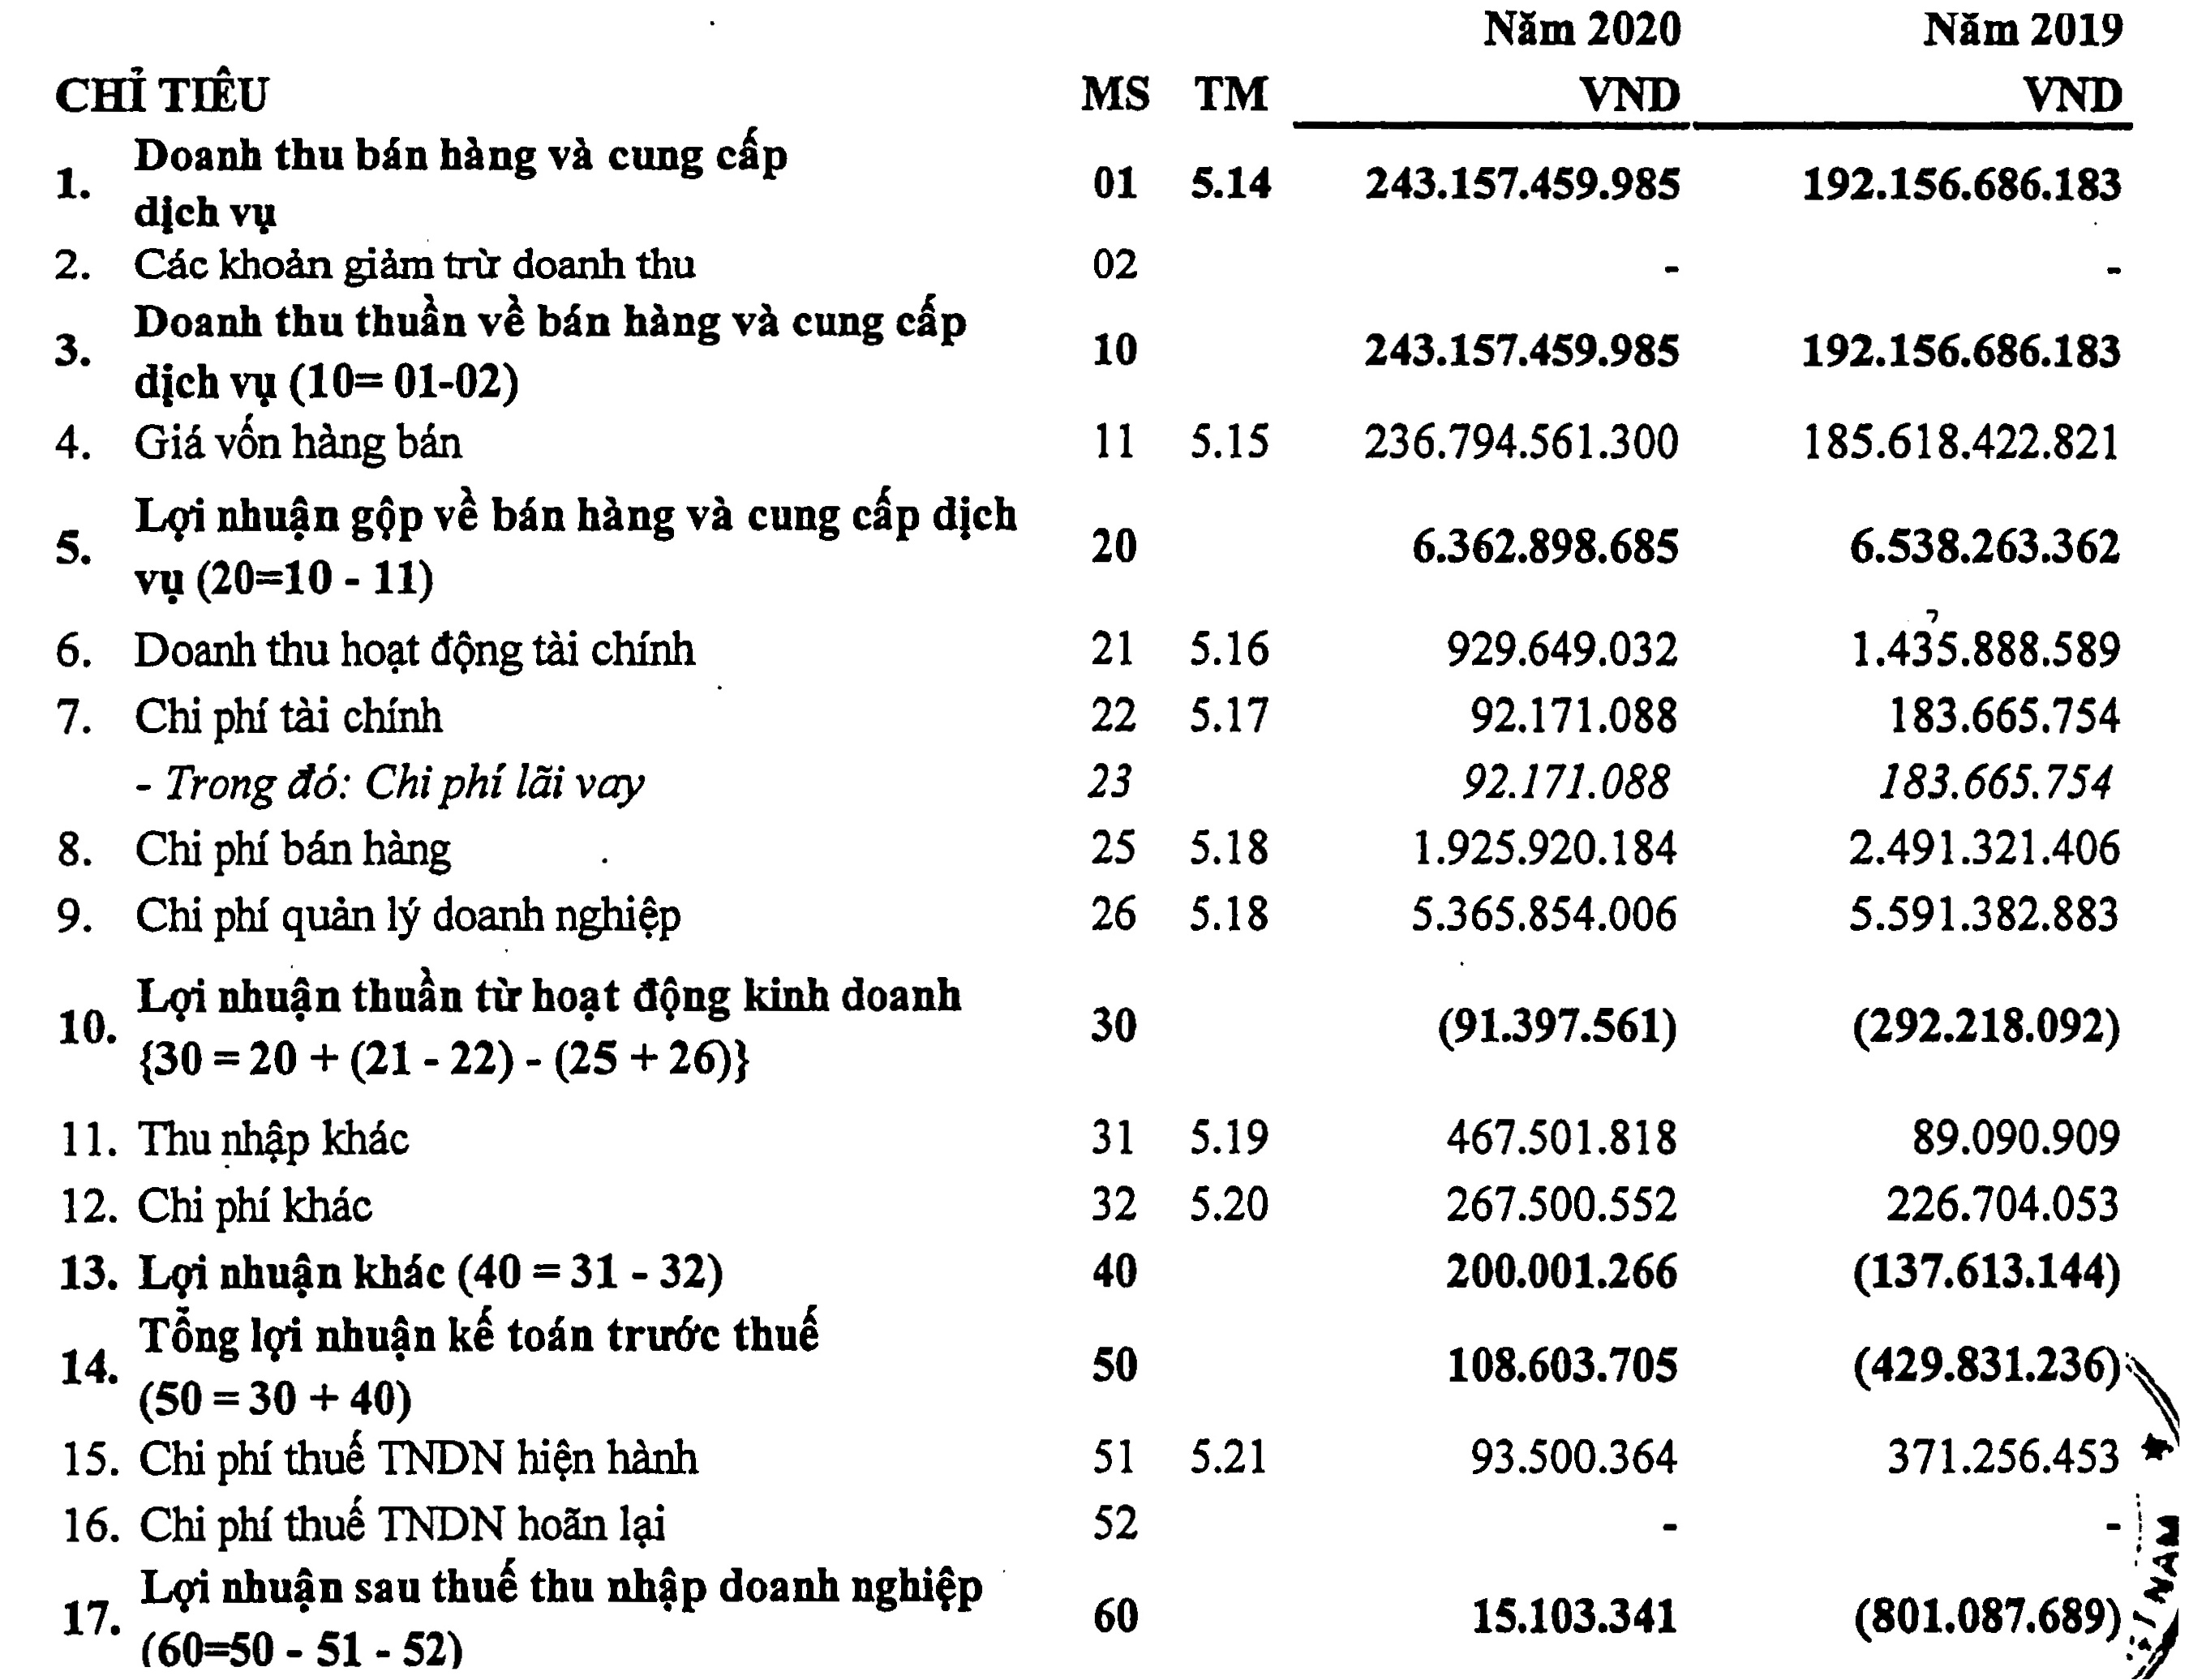 Năm 2020 Năm 2019
CHỈ TIÊU MS TM VND VND
1. Doanh thu bán hàng và cung cấp
dịch vụ 01 5.14 243.157.459.985 192.156.686.183
2. Các khoản giảm trừ doanh thu 02 - -
3. Doanh thu thuần về bán hàng và cung cấp
dịch vụ (10= 01-02) 10 243.157.459.985 192.156.686.183
4. Giá vốn hàng bán 11 5.15 236.794.561.300 185.618.422.821
5. Lợi nhuận gộp về bán hàng và cung cấp dịch
vụ (20=10 - 11) 20 6.362.898.685 6.538.263.362
6. Doanh thu hoạt động tài chính 21 5.16 929.649.032 1.435.888.589
7. Chi phí tài chính 22 5.17 92.171.088 183.665.754
- Trong đó: Chi phí lãi vay 23 92.171.088 183.665.754
8. Chi phí bán hàng 25 5.18 1.925.920.184 2.491.321.406
9. Chi phí quản lý doanh nghiệp 26 5.18 5.365.854.006 5.591.382.883
10. Lợi nhuận thuần từ hoạt động kinh doanh
{30 = 20 + (21 - 22) - (25 + 26)} 30 (91.397.561) (292.218.092)
11. Thu nhập khác 31 5.19 467.501.818 89.090.909
12. Chi phí khác 32 5.20 267.500.552 226.704.053
13. Lợi nhuận khác (40 = 31 - 32) 40 200.001.266 (137.613.144)
14. Tổng lợi nhuận kế toán trước thuế
(50 = 30 + 40) 50 108.603.705 (429.831.236)
15. Chi phí thuế TNDN hiện hành 51 5.21 93.500.364 371.256.453
16. Chi phí thuế TNDN hoãn lại 52 - -
17. Lợi nhuận sau thuế thu nhập doanh nghiệp
(60=50 - 51 - 52) 60 15.103.341 (801.087.689)
NAM